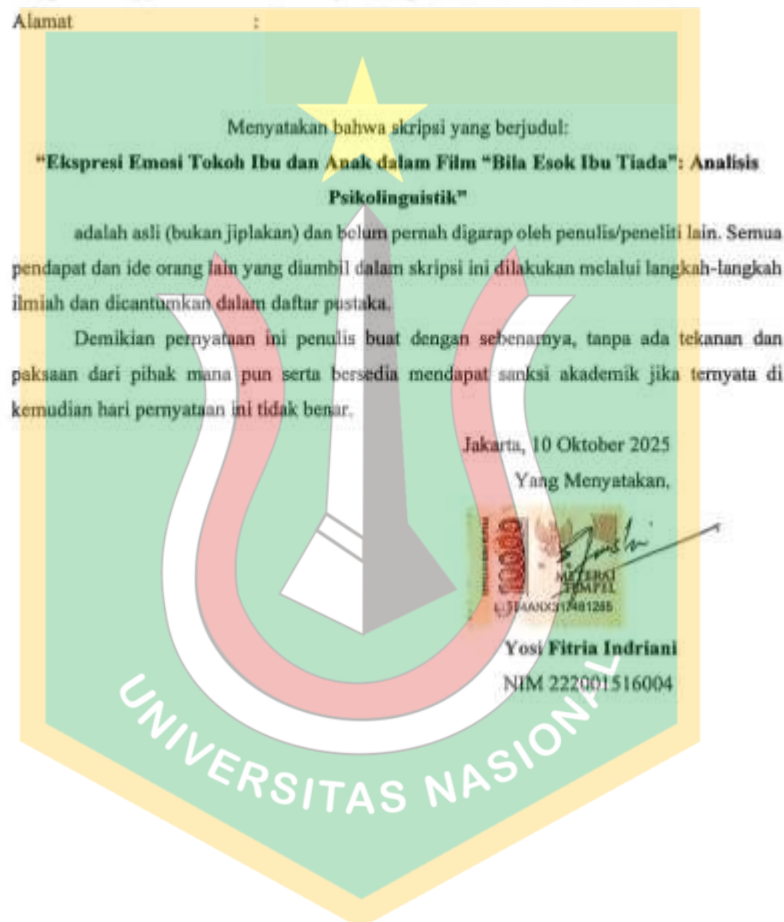 Alamat :
Menyatakan bahwa skripsi yang berjudul:
“Ekspresi Emosi Tokoh Ibu dan Anak dalam Film “Bila Esok Ibu Tiada”: Analisis
Psikolinguistik”
adalah asli (bukan jiplakan) dan belum pernah digarap oleh penulis/peneliti lain. Semua
pendapat dan ide orang lain yang diambil dalam skripsi ini dilakukan melalui langkah-langkah
ilmiah dan dicantumkan dalam daftar pustaka.
Demikian pernyataan ini penulis buat dengan sebenarnya, tanpa ada tekanan dan
paksaan dari pihak mana pun serta bersedia mendapat sanksi akademik jika ternyata di
kemudian hari pernyataan ini tidak benar.
Jakarta, 10 Oktober 2025
Yang Menyatakan,
10000
METERAI
TEMPEL
Yosi Fitria Indriani
NIM 222001516004
UNIVERSITAS NASIONAL